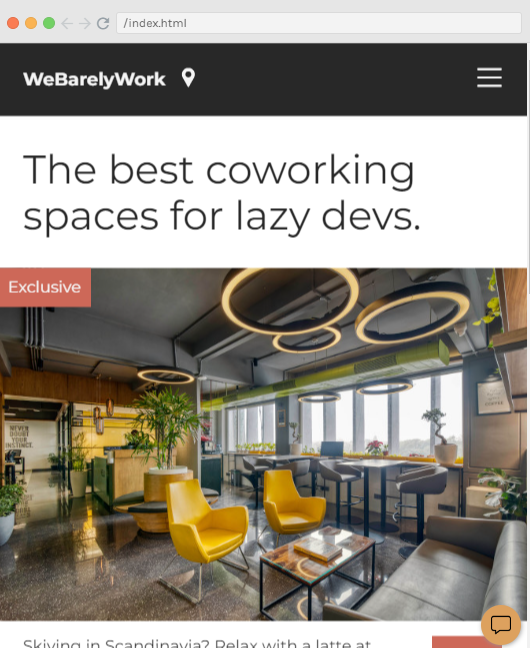 /index.html
WeBarelyWork
The best coworking
spaces for lazy devs.
Exclusive
NEVER
DOUBT
YOUR
INSTINCT.
COFFEE
Skiving in Scandinavia? Relax with a latte at